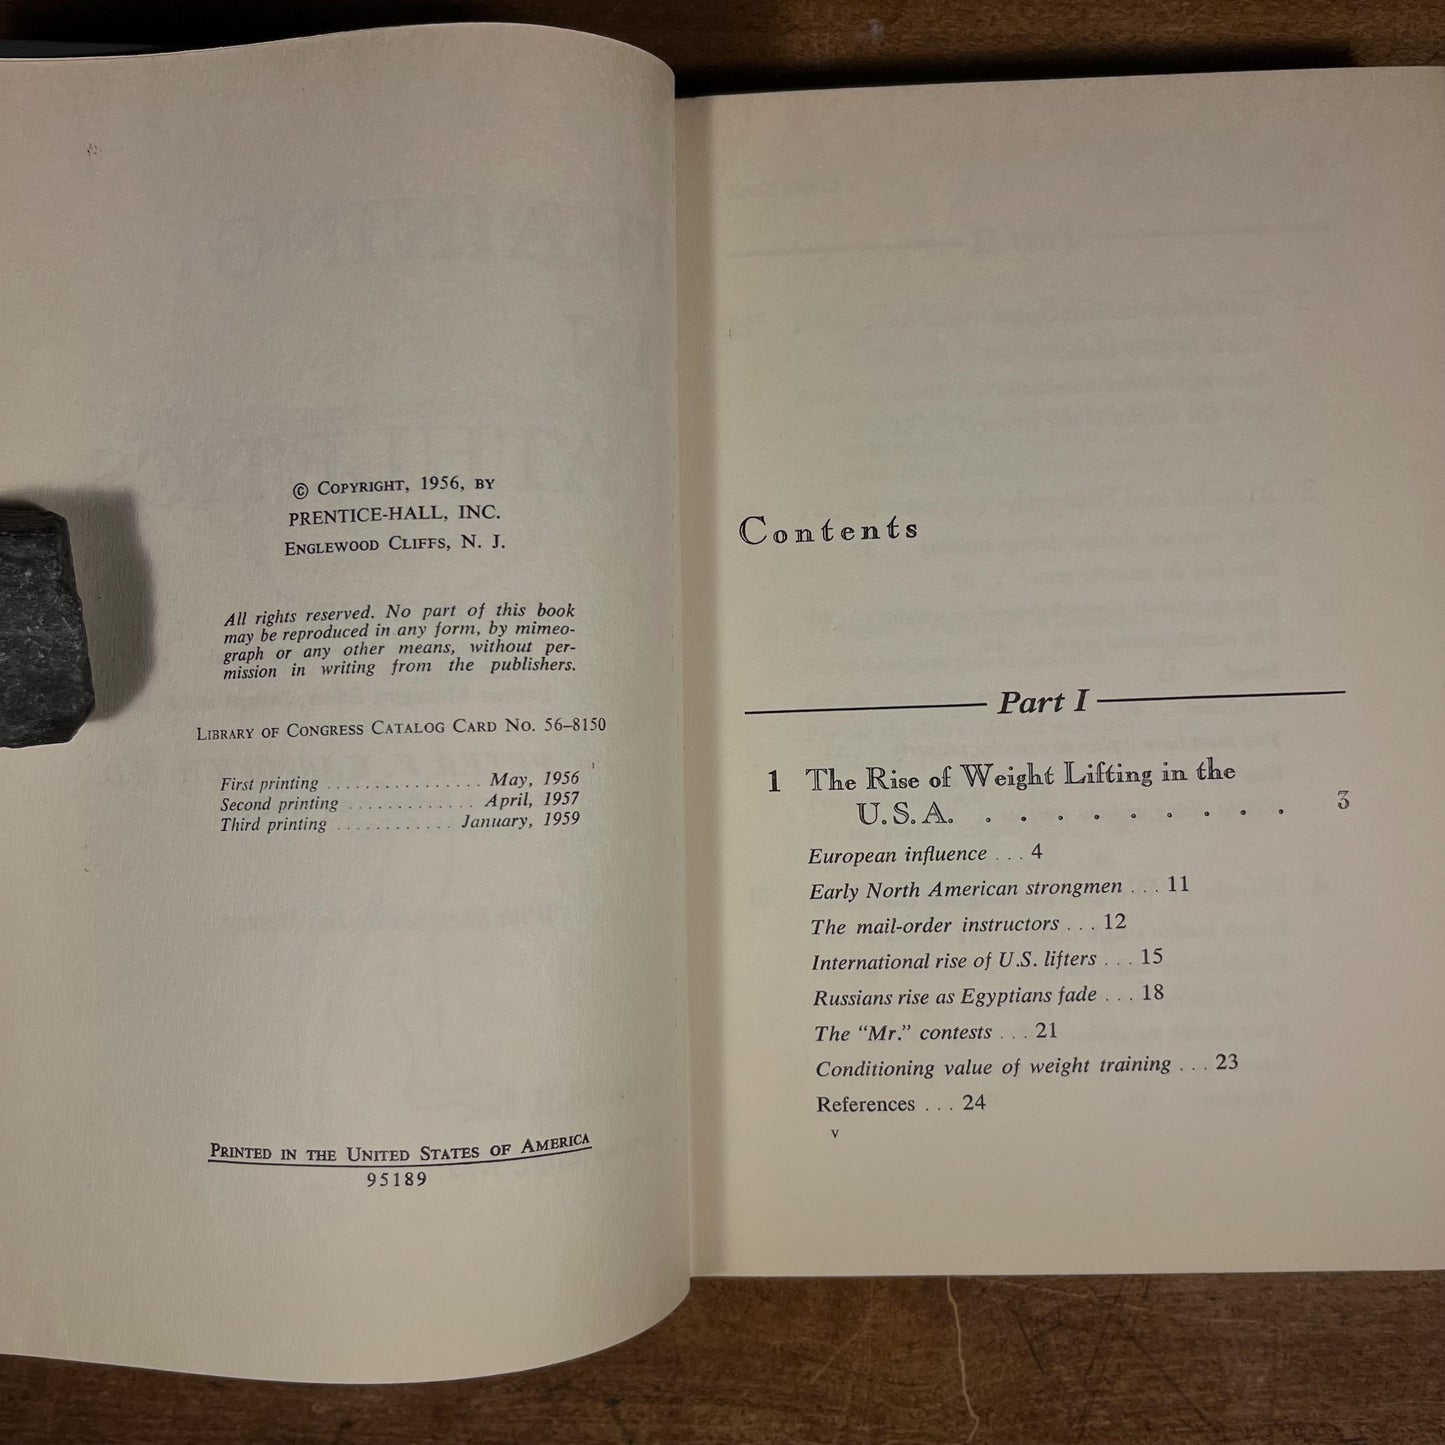 © Copyright, 1956, by
PRENTICE-HALL, INC.
Englewood Cliffs, N. J.
All rights reserved. No part of this book
may be reproduced in any form, by mimeo-
graph or any other means, without per-
mission in writing from the publishers.
Library of Congress Catalog Card No. 56–8150
First printing ................ May, 1956
Second printing ............. April, 1957
Third printing ............ January, 1959
Printed in the United States of America
95189
Contents
Part I
1 The Rise of Weight Lifting in the
U.S.A. . . . . . . . . . . 3
European influence . . . 4
Early North American strongmen . . . 11
The mail-order instructors . . . 12
International rise of U.S. lifters . . . 15
Russians rise as Egyptians fade . . . 18
The “Mr.” contests . . . 21
Conditioning value of weight training . . . 23
References . . . 24
v